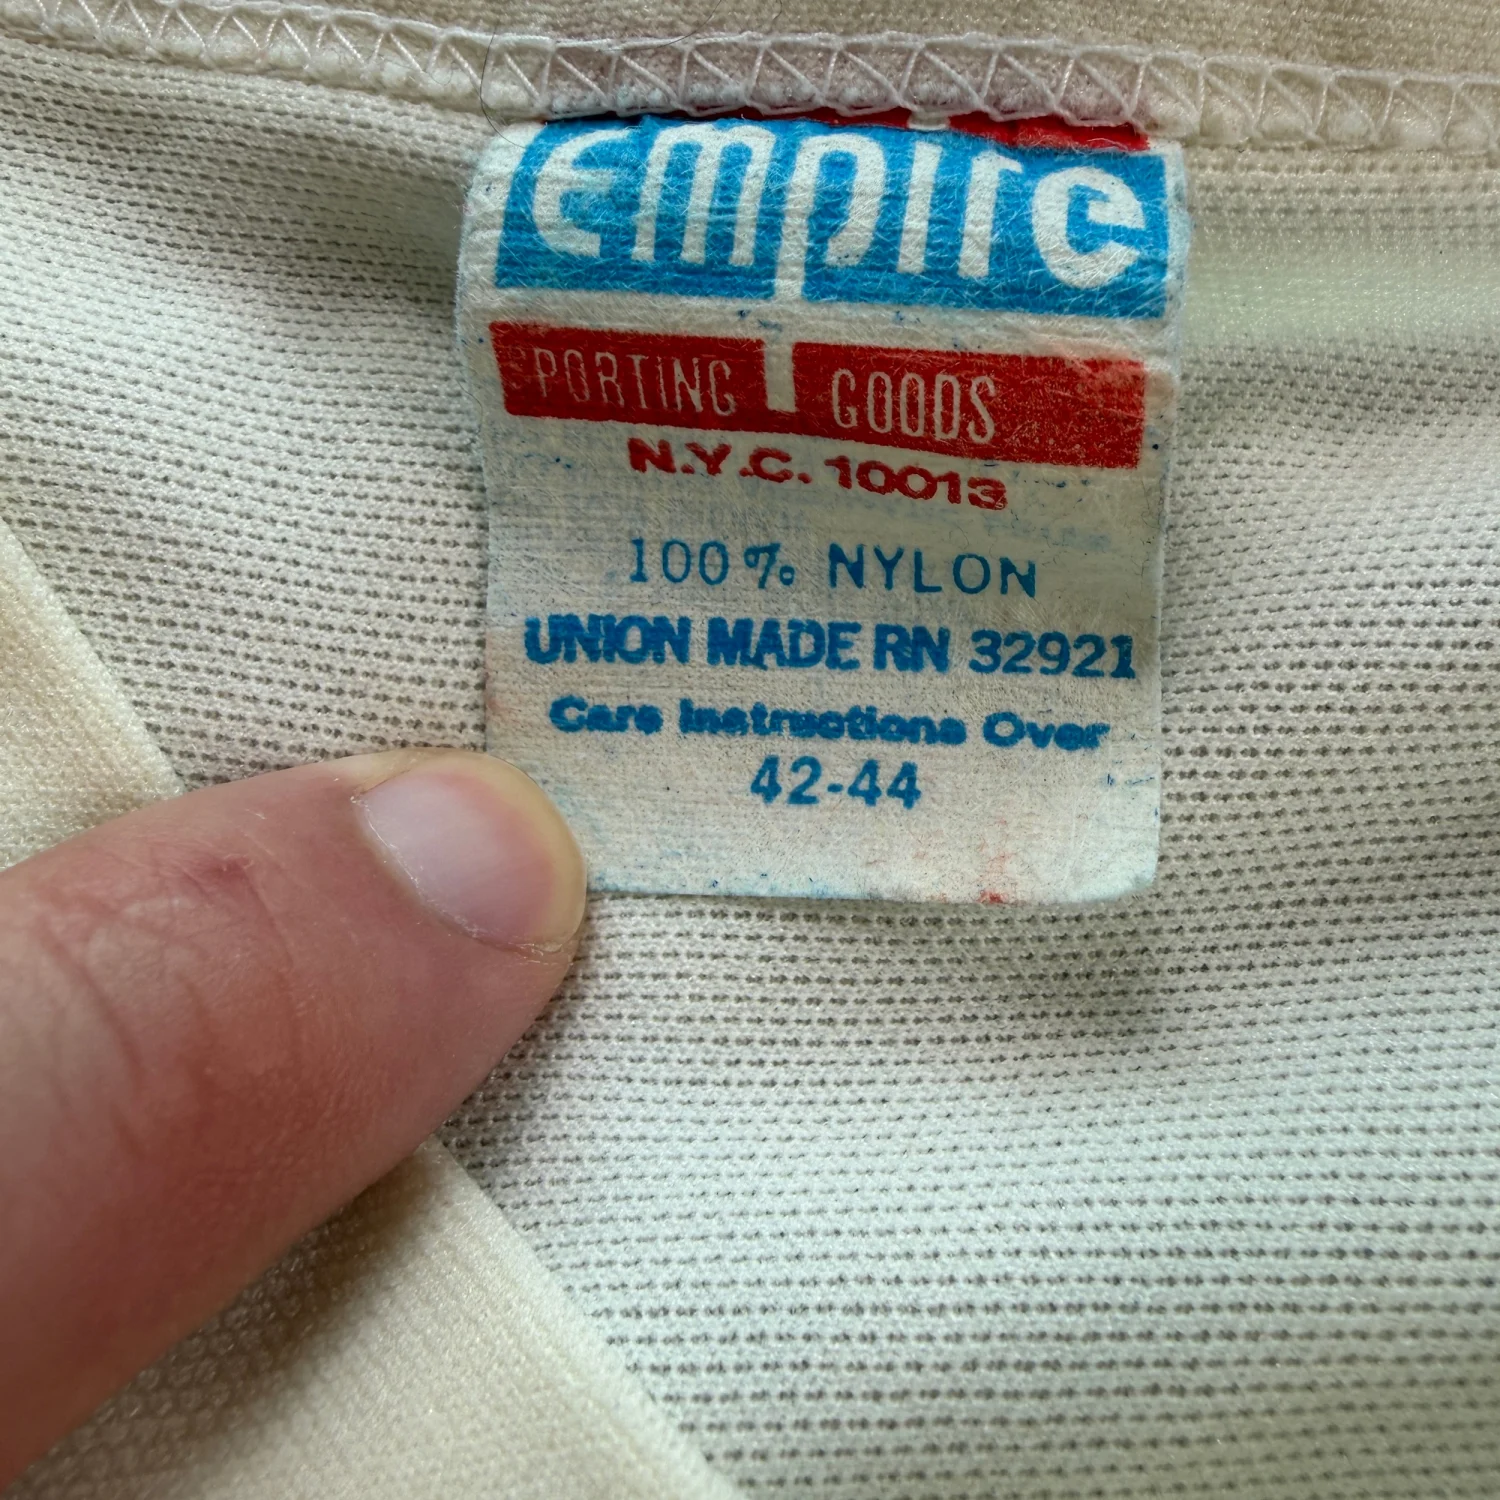 empire
SPORTING GOODS
N.Y.C. 10013
100% NYLON
UNION MADE RN 32921
Care Instructions Over
42-44